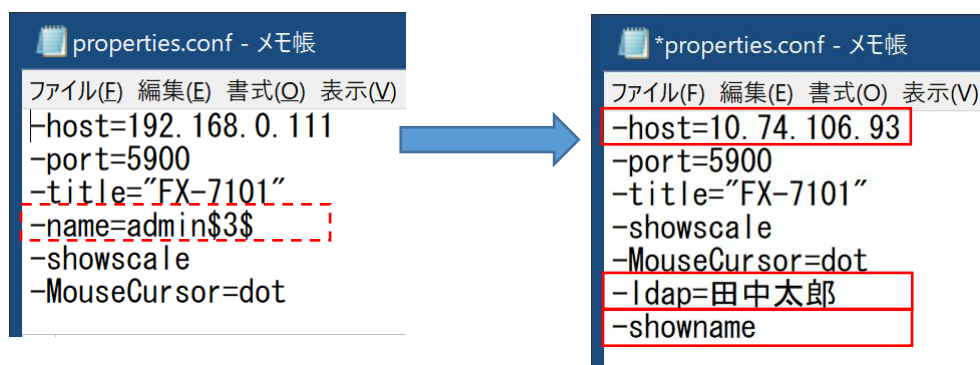 properties.conf - メモ帳
ファイル(F) 編集(E) 書式(O) 表示(V)
-host=192.168.0.111
-port=5900
-title="FX-7101"
-name=admin$3$
-showscale
-MouseCursor=dot
*properties.conf - メモ帳
ファイル(F) 編集(E) 書式(O) 表示(V)
-host=10.74.106.93
-port=5900
-title="FX-7101"
-showscale
-MouseCursor=dot
-ldap=田中太郎
-showname